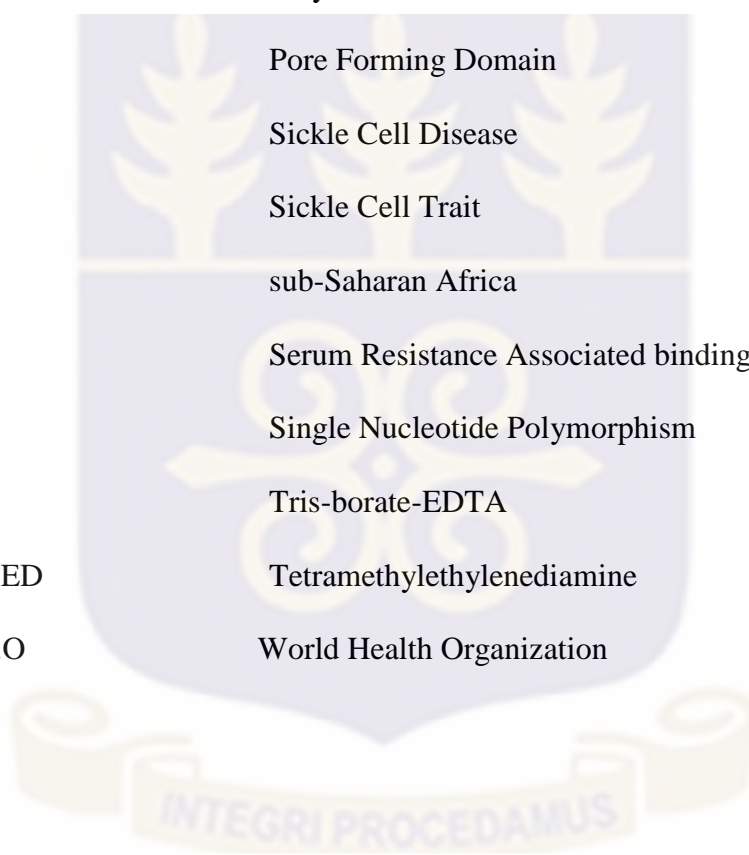 Pore Forming Domain
Sickle Cell Disease
Sickle Cell Trait
sub-Saharan Africa
Serum Resistance Associated binding
Single Nucleotide Polymorphism
Tris-borate-EDTA
ED Tetramethylethylenediamine
O World Health Organization
INTEGRI PROCEDAMUS